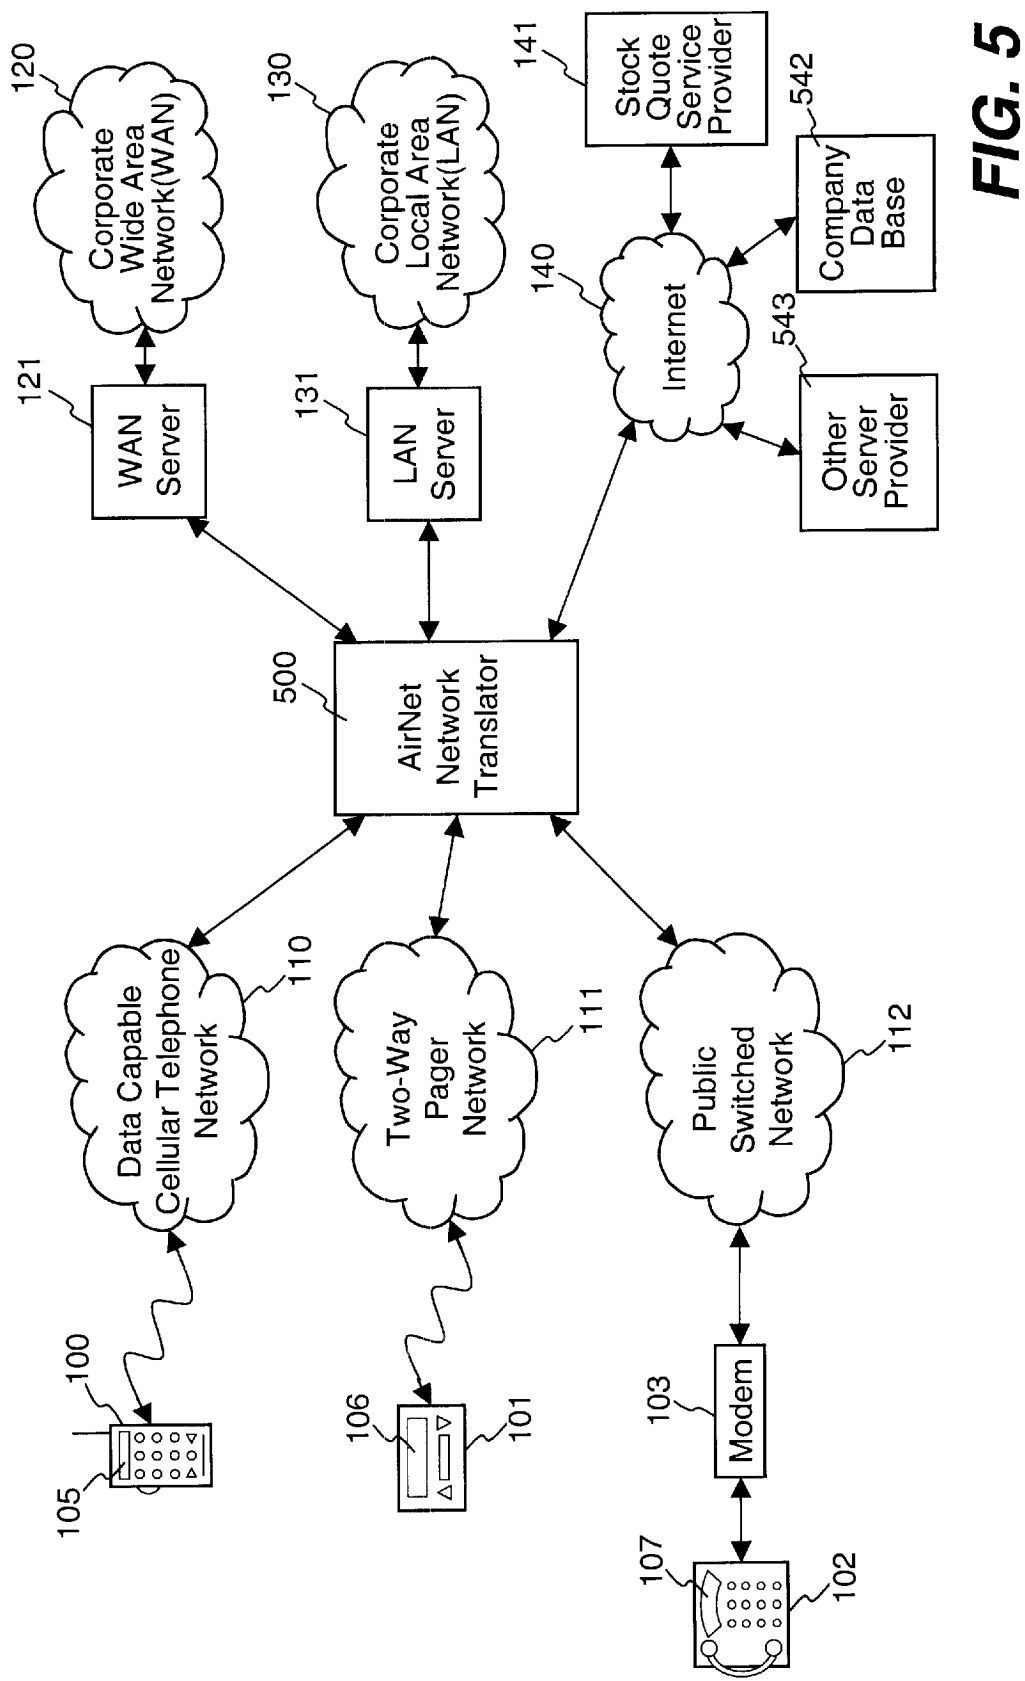 120
Corporate
Wide Area
Network(WAN)
121
WAN
Server
130
Corporate
Local Area
Network(LAN)
131
LAN
Server
141
Stock
Quote
Service
Provider
140
Internet
542
Company
Data
Base
543
Other
Server
Provider
500
AirNet
Network
Translator
110
Data Capable
Cellular Telephone
Network
111
Two-Way
Pager
Network
112
Public
Switched
Network
100
105
106
101
103
Modem
107
102
FIG. 5